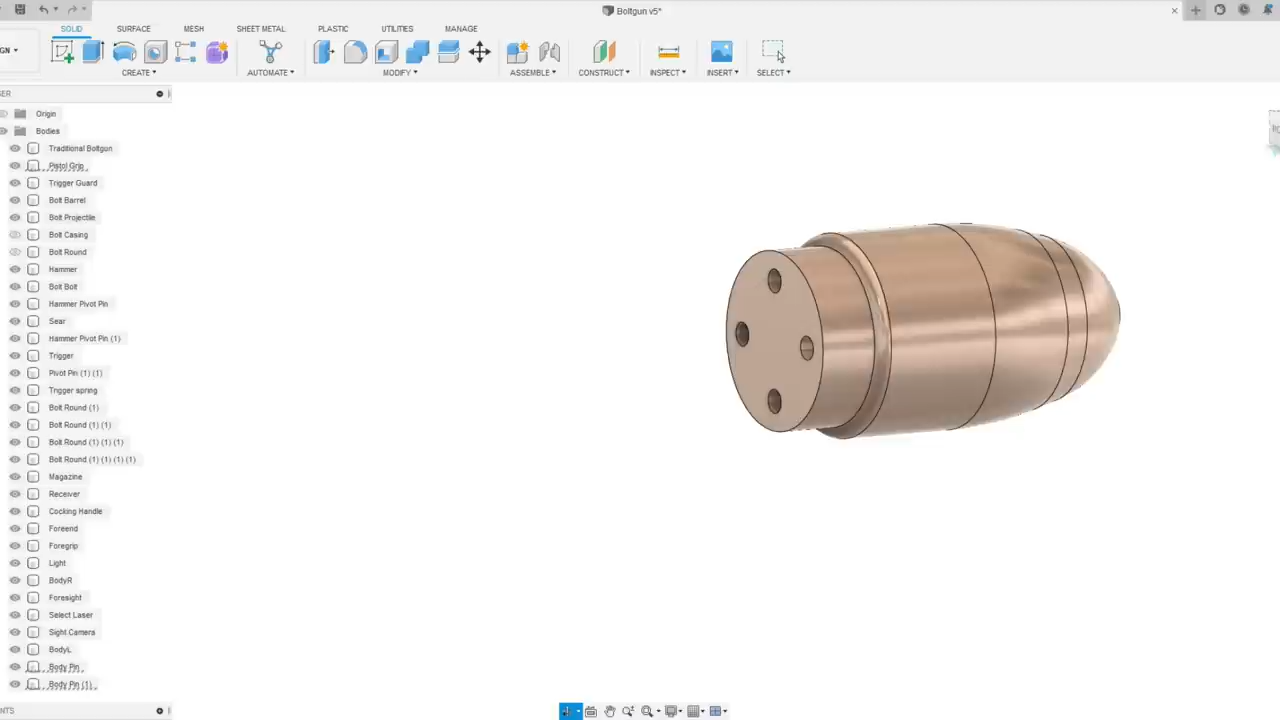 Boltgun v5*
SOLID SURFACE MESH SHEET METAL PLASTIC UTILITIES MANAGE
GN
CREATE AUTOMATE MODIFY ASSEMBLE CONSTRUCT INSPECT INSERT SELECT
SER
Origin
Bodies
Traditional Boltgun
Pistol Grip
Trigger Guard
Bolt Barrel
Bolt Projectile
Bolt Casing
Bolt Round
Hammer
Bolt Bolt
Hammer Pivot Pin
Sear
Hammer Pivot Pin (1)
Trigger
Pivot Pin (1) (1)
Trigger spring
Bolt Round (1)
Bolt Round (1) (1)
Bolt Round (1) (1) (1)
Bolt Round (1) (1) (1) (1)
Magazine
Receiver
Cocking Handle
Foreend
Foregrip
Light
BodyR
Foresight
Select Laser
Sight Camera
BodyL
Body Pin
Body Pin (1)
NTS